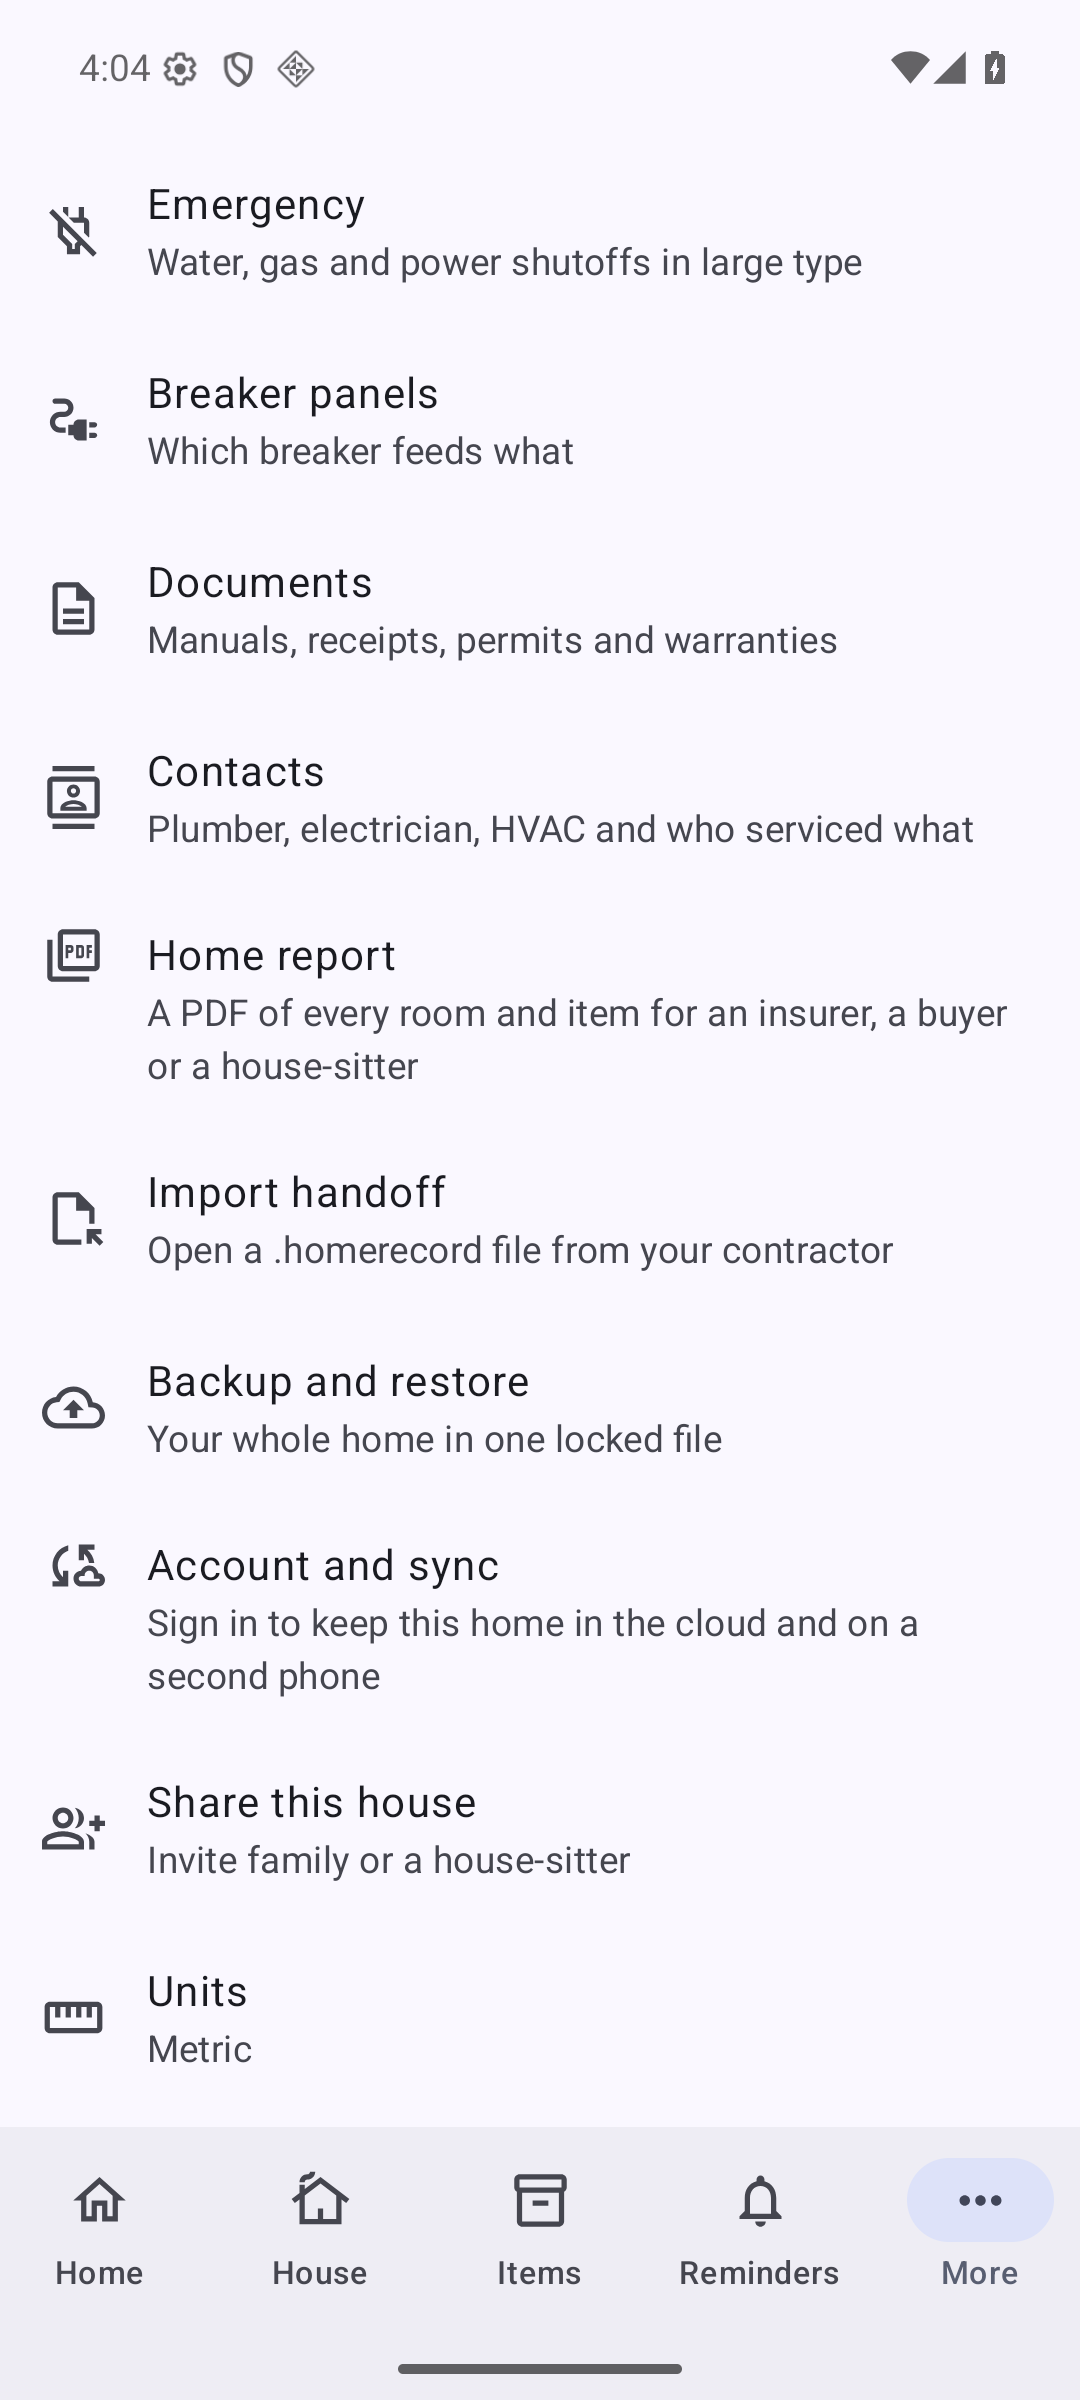 4:04
Emergency
Water, gas and power shutoffs in large type
Breaker panels
Which breaker feeds what
Documents
Manuals, receipts, permits and warranties
Contacts
Plumber, electrician, HVAC and who serviced what
PDF
Home report
A PDF of every room and item for an insurer, a buyer
or a house-sitter
Import handoff
Open a .homerecord file from your contractor
Backup and restore
Your whole home in one locked file
Account and sync
Sign in to keep this home in the cloud and on a
second phone
Share this house
Invite family or a house-sitter
Units
Metric
Home House Items Reminders More